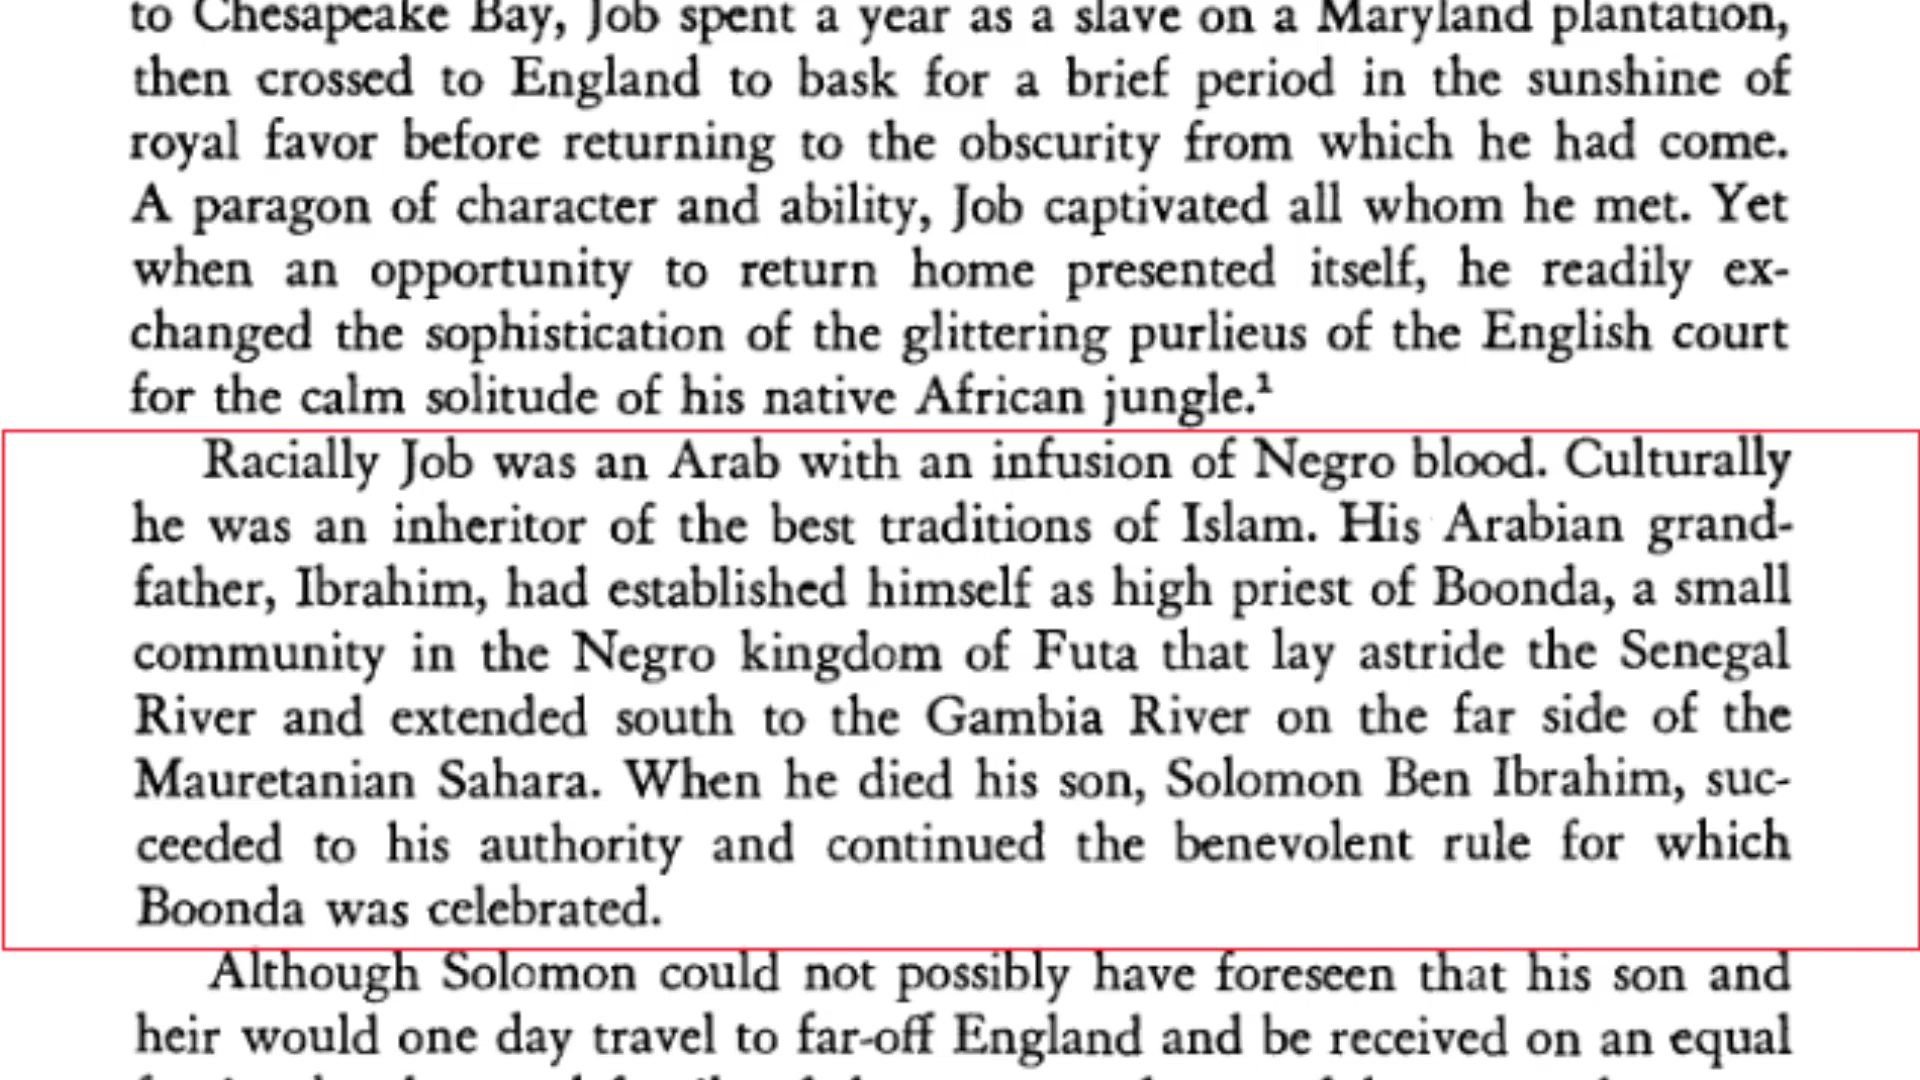 to Chesapeake Bay, Job spent a year as a slave on a Maryland plantation,
then crossed to England to bask for a brief period in the sunshine of
royal favor before returning to the obscurity from which he had come.
A paragon of character and ability, Job captivated all whom he met. Yet
when an opportunity to return home presented itself, he readily ex-
changed the sophistication of the glittering purlieus of the English court
for the calm solitude of his native African jungle.¹
Racially Job was an Arab with an infusion of Negro blood. Culturally
he was an inheritor of the best traditions of Islam. His Arabian grand-
father, Ibrahim, had established himself as high priest of Boonda, a small
community in the Negro kingdom of Futa that lay astride the Senegal
River and extended south to the Gambia River on the far side of the
Mauretanian Sahara. When he died his son, Solomon Ben Ibrahim, suc-
ceeded to his authority and continued the benevolent rule for which
Boonda was celebrated.
Although Solomon could not possibly have foreseen that his son and
heir would one day travel to far-off England and be received on an equal